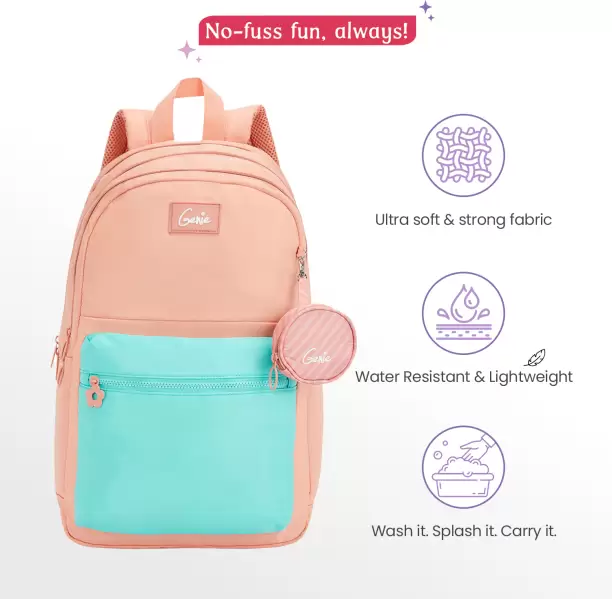 No-fuss fun, always!
Genie
Ultra soft & strong fabric
Genie
Water Resistant & Lightweight
Wash it. Splash it. Carry it.